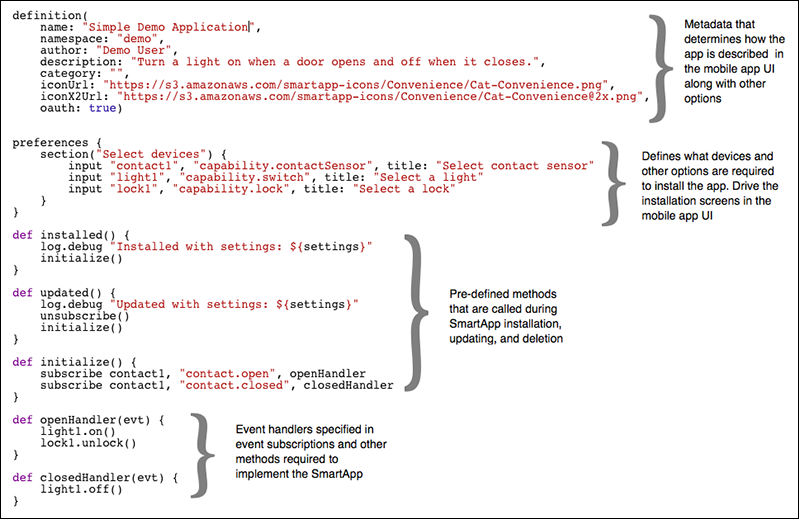 definition(
name: "Simple Demo Application",
namespace: "demo",
author: "Demo User",
description: "Turn a light on when a door opens and off when it closes.",
category: "",
iconUrl: "https://s3.amazonaws.com/smartapp-icons/Convenience/Cat-Convenience.png",
iconX2Url: "https://s3.amazonaws.com/smartapp-icons/Convenience/Cat-Convenience@2x.png",
oauth: true)
Metadata that
determines how the
app is described in
the mobile app UI
along with other
options
preferences {
section("Select devices") {
input "contact1", "capability.contactSensor", title: "Select contact sensor"
input "light1", "capability.switch", title: "Select a light"
input "lock1", "capability.lock", title: "Select a lock"
}
}
Defines what devices and
other options are required
to install the app. Drive the
installation screens in the
mobile app UI
def installed() {
log.debug "Installed with settings: ${settings}"
initialize()
}
def updated() {
log.debug "Updated with settings: ${settings}"
unsubscribe()
initialize()
}
def initialize() {
subscribe contact1, "contact.open", openHandler
subscribe contact1, "contact.closed", closedHandler
}
Pre-defined methods
that are called during
SmartApp installation,
updating, and deletion
def openHandler(evt) {
light1.on()
lock1.unlock()
}
def closedHandler(evt) {
light1.off()
}
Event handlers specified in
event subscriptions and other
methods required to
implement the SmartApp